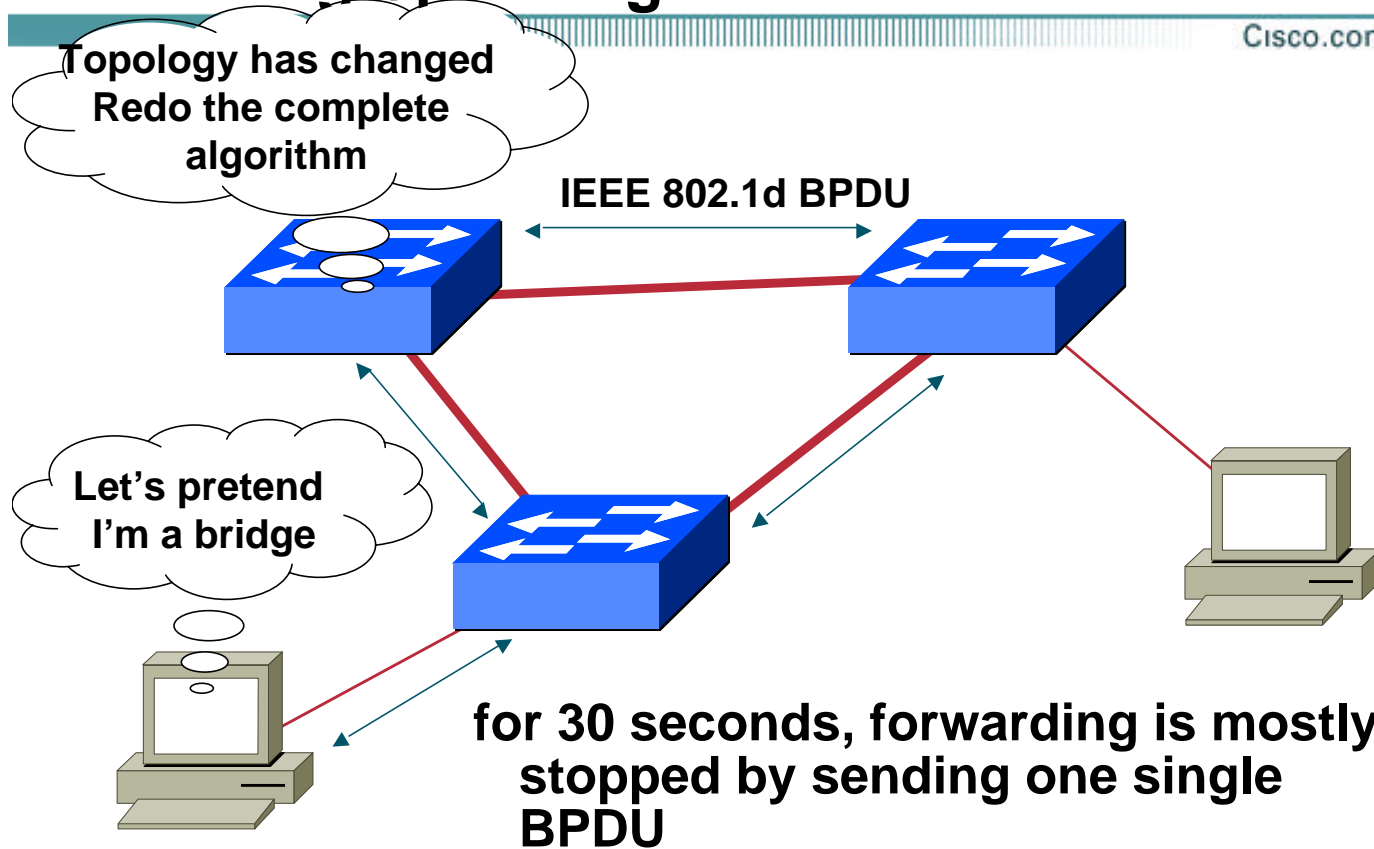 Cisco.com
Topology has changed
Redo the complete
algorithm
IEEE 802.1d BPDU
Let’s pretend
I’m a bridge
for 30 seconds, forwarding is mostly
stopped by sending one single
BPDU